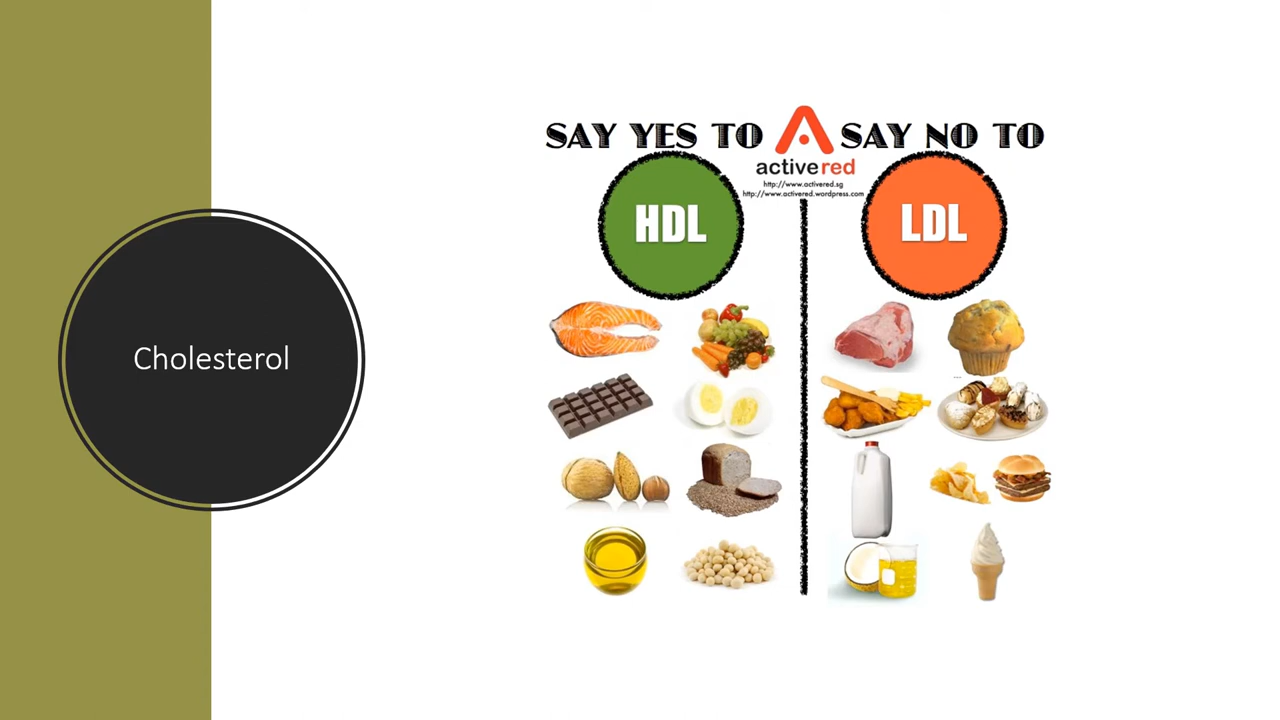 Cholesterol
SAY YES TO
SAY NO TO
activered
http://www.activered.sg
http://www.activered.wordpress.com
HDL
LDL